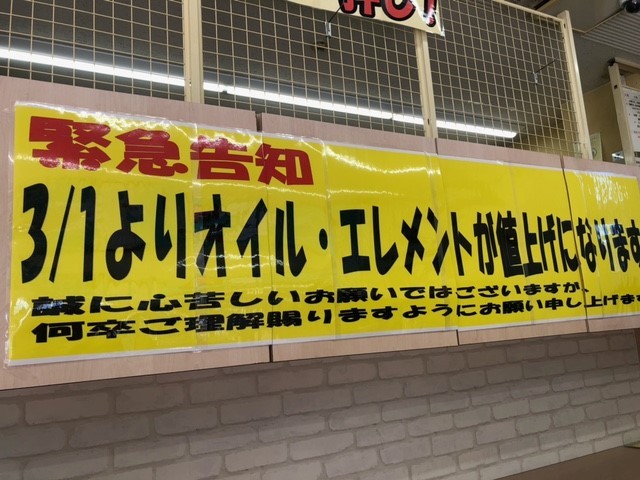 押し!
緊急告知
3/1よりオイル・エレメントが値上げになります
誠に心苦しいお願いではございますが、
何卒ご理解賜りますようにお願い申し上げま